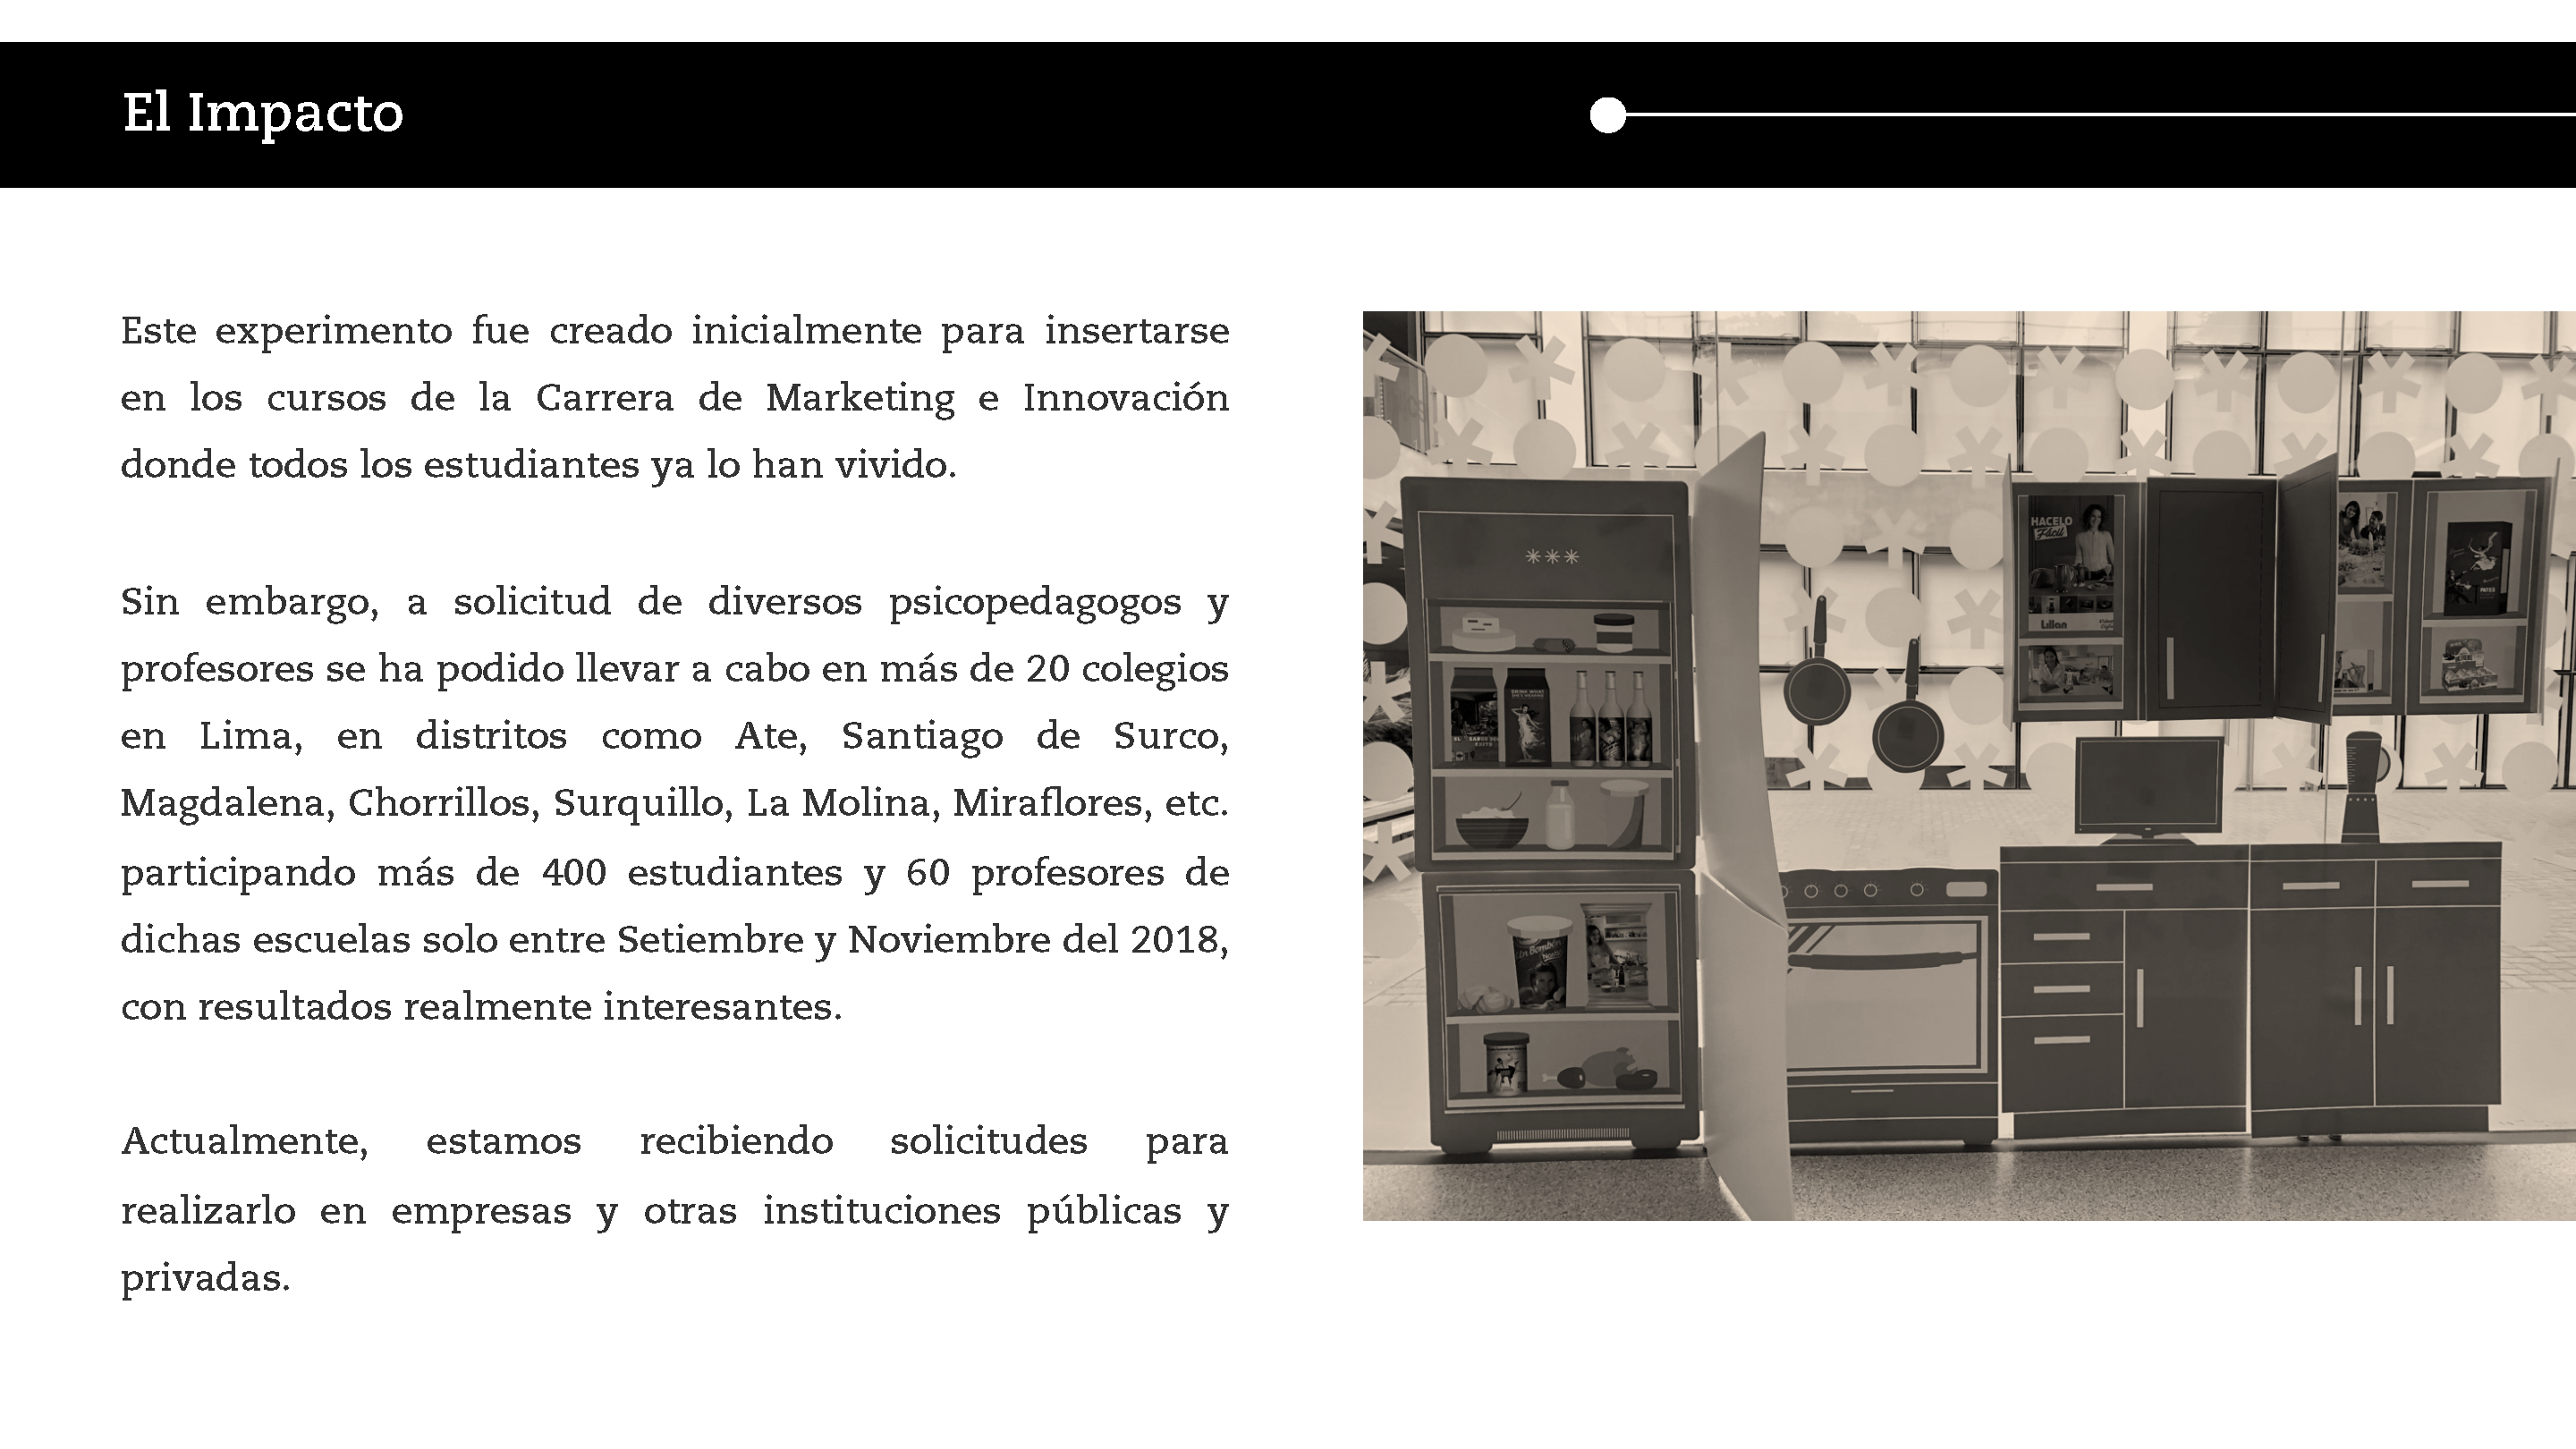 El Impacto
Este experimento fue creado inicialmente para insertarse
en los cursos de la Carrera de Marketing e Innovación
donde todos los estudiantes ya lo han vivido.
Sin embargo, a solicitud de diversos psicopedagogos y
profesores se ha podido llevar a cabo en más de 20 colegios
en Lima, en distritos como Ate, Santiago de Surco,
Magdalena, Chorrillos, Surquillo, La Molina, Miraflores, etc.
participando más de 400 estudiantes y 60 profesores de
dichas escuelas solo entre Setiembre y Noviembre del 2018,
con resultados realmente interesantes.
Actualmente, estamos recibiendo solicitudes para
realizarlo en empresas y otras instituciones públicas y
privadas.
HACELO
Fácil
Lilian